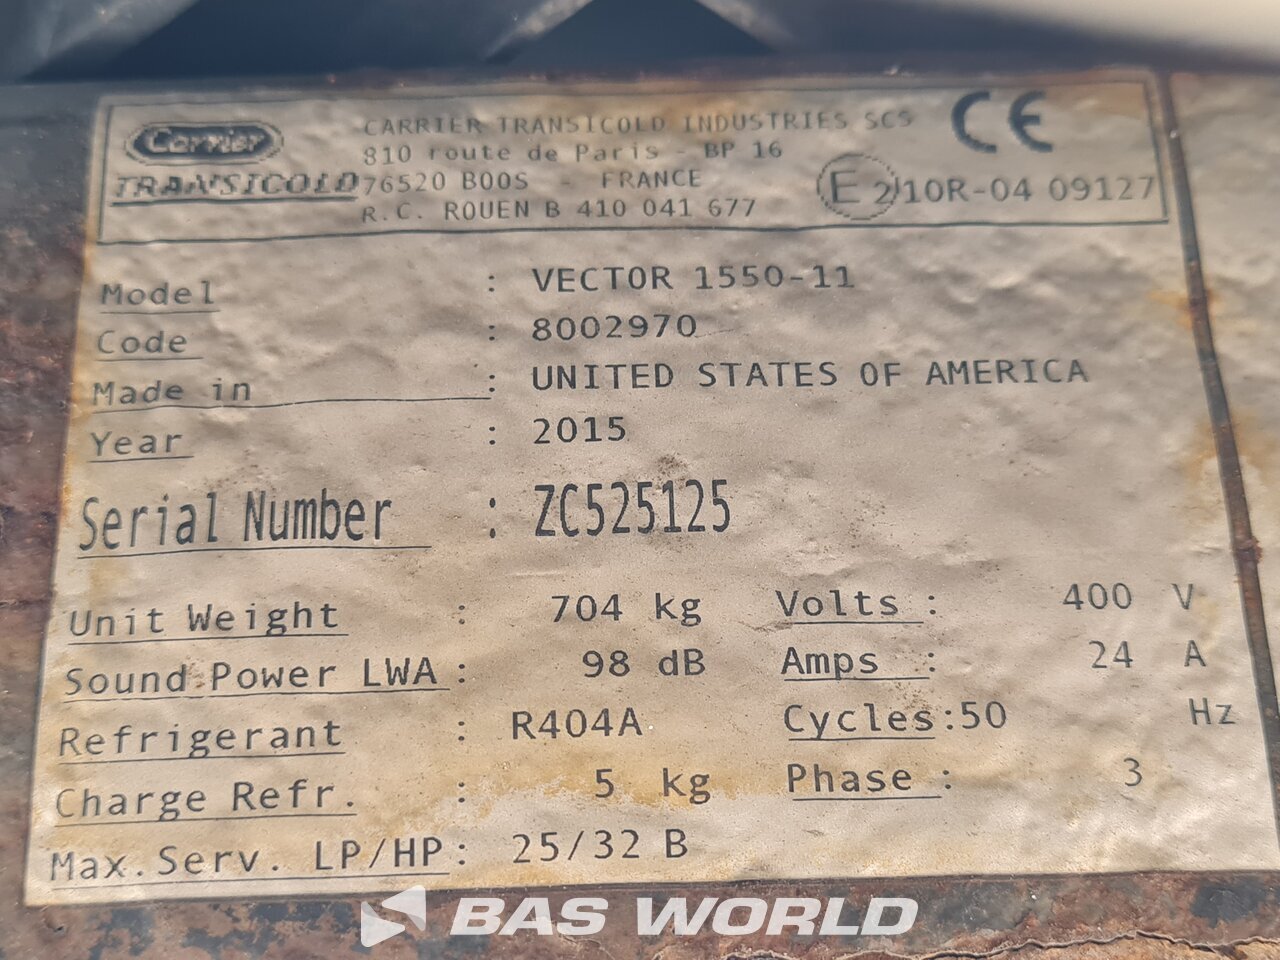 Carrier
TRANSICOLD
CARRIER TRANSICOLD INDUSTRIES SCS
810 route de Paris - BP 16
76520 BOOS - FRANCE
R.C. ROUEN B 410 041 677
CE
E2 10R-04 09127
Model : VECTOR 1550-11
Code : 8002970
Made in : UNITED STATES OF AMERICA
Year : 2015
Serial Number : ZC525125
Unit Weight : 704 kg Volts : 400 V
Sound Power LWA : 98 dB Amps : 24 A
Refrigerant : R404A Cycles :50 Hz
Charge Refr. : 5 kg Phase : 3
Max.Serv. LP/HP : 25/32 B
BAS WORLD